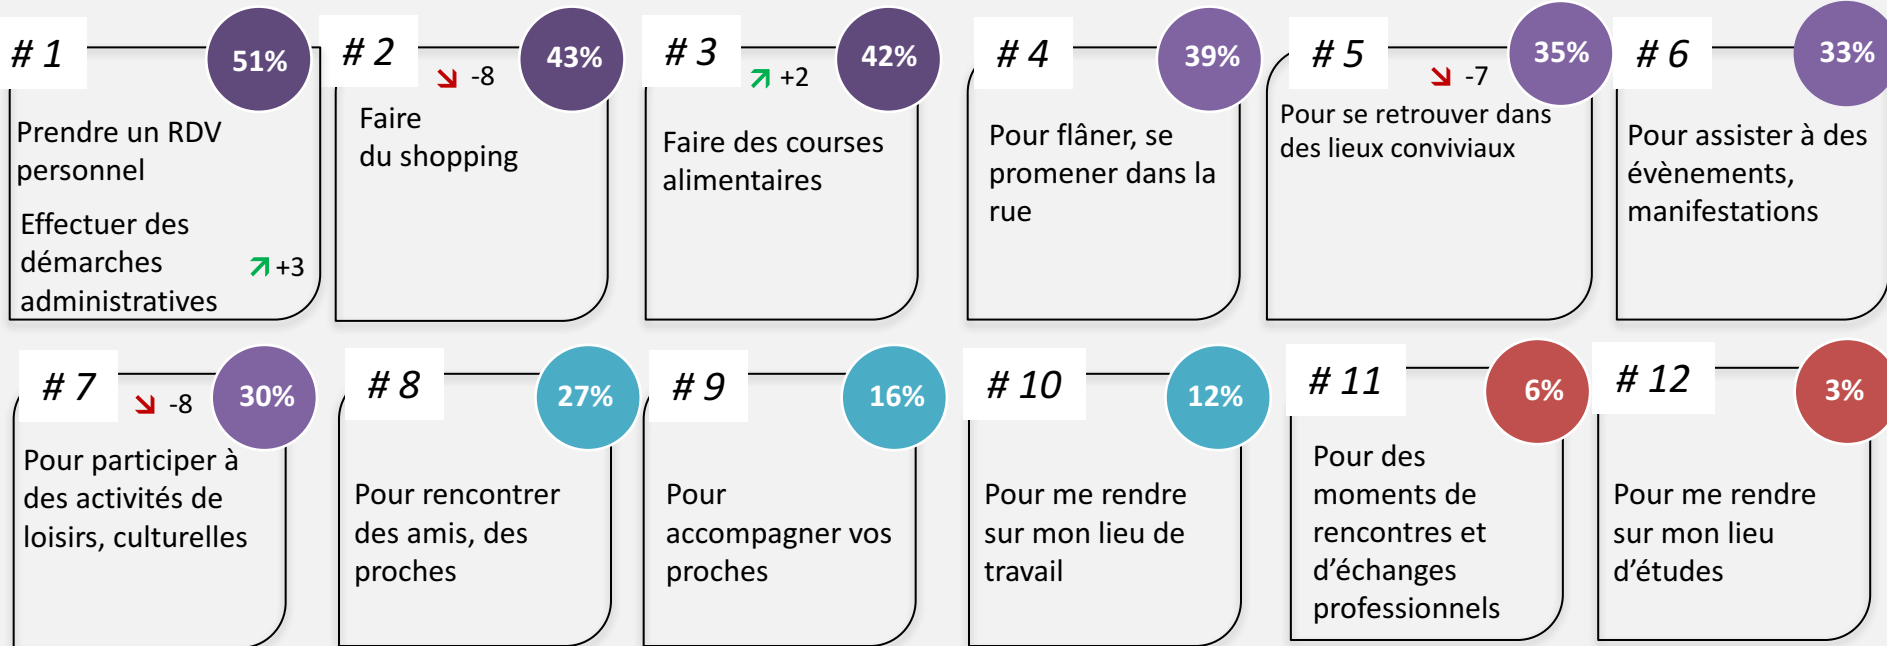 # 1
51%
Prendre un RDV
personnel
Effectuer des
démarches
administratives
+3
# 2
-8
43%
Faire
du shopping
# 3
+2
42%
Faire des courses
alimentaires
# 4
39%
Pour flâner, se
promener dans la
rue
# 5
-7
35%
Pour se retrouver dans
des lieux conviviaux
# 6
33%
Pour assister à des
évènements,
manifestations
# 7
-8
30%
Pour participer à
des activités de
loisirs, culturelles
# 8
27%
Pour rencontrer
des amis, des
proches
# 9
16%
Pour
accompagner vos
proches
# 10
12%
Pour me rendre
sur mon lieu de
travail
# 11
6%
Pour des
moments de
rencontres et
d’échanges
professionnels
# 12
3%
Pour me rendre
sur mon lieu
d’études